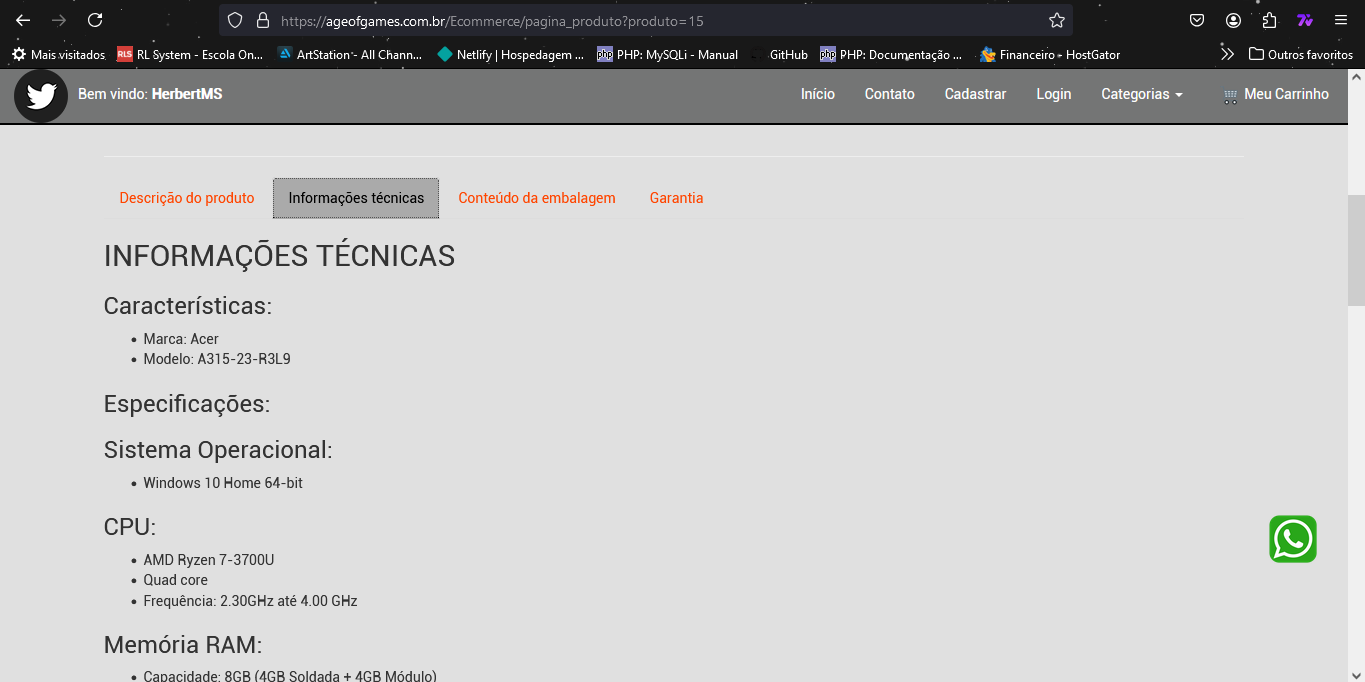 https://ageofgames.com.br/Ecommerce/pagina_produto?produto=15
Mais visitados RLS RL System - Escola On... ArtStation - All Chann... Netlify | Hospedagem ... php PHP: MySQLi - Manual GitHub php PHP: Documentação ... Financeiro - HostGator Outros favoritos
Bem vindo: HerbertMS Início Contato Cadastrar Login Categorias Meu Carrinho
Descrição do produto Informações técnicas Conteúdo da embalagem Garantia
INFORMAÇÕES TÉCNICAS
Características:
Marca: Acer
Modelo: A315-23-R3L9
Especificações:
Sistema Operacional:
Windows 10 Home 64-bit
CPU:
AMD Ryzen 7-3700U
Quad core
Frequência: 2.30GHz até 4.00 GHz
Memória RAM:
Capacidade: 8GB (4GB Soldada + 4GB Módulo)